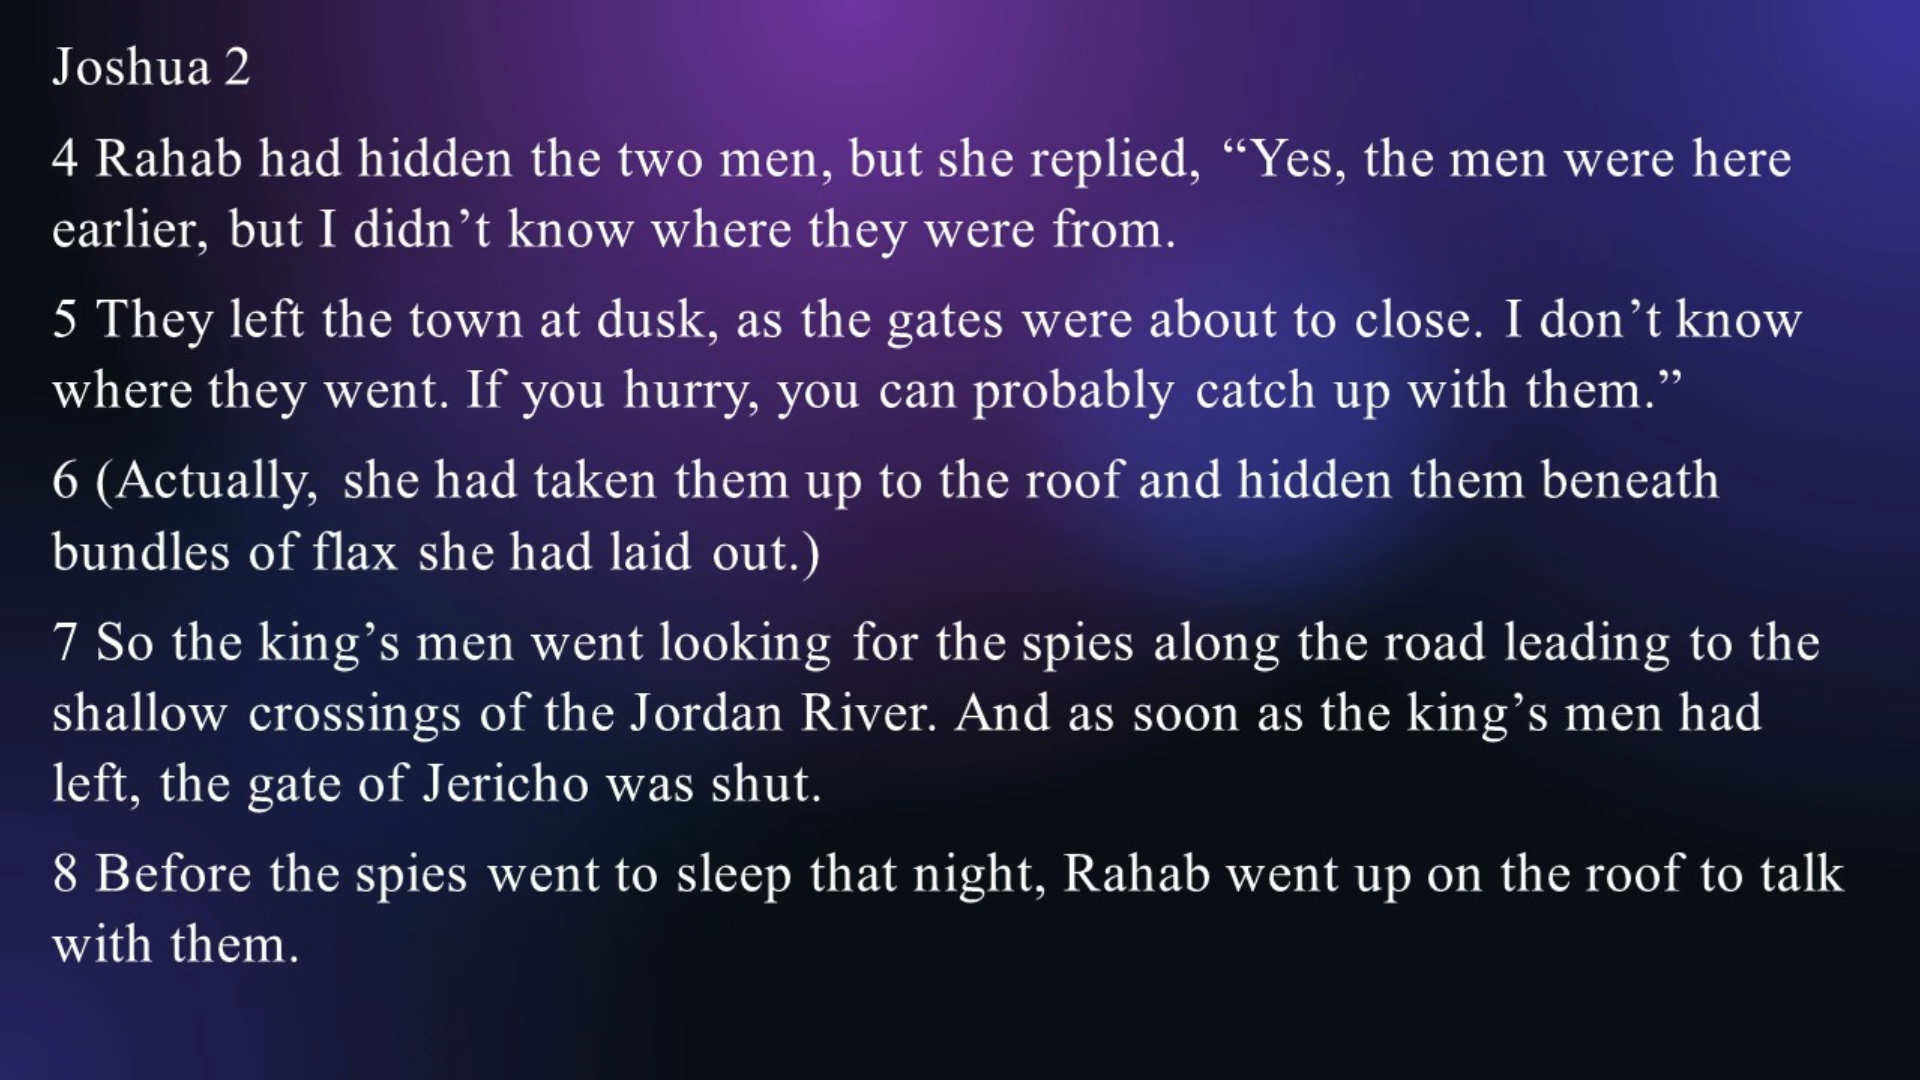 Joshua 2
4 Rahab had hidden the two men, but she replied, “Yes, the men were here
earlier, but I didn’t know where they were from.
5 They left the town at dusk, as the gates were about to close. I don’t know
where they went. If you hurry, you can probably catch up with them.”
6 (Actually, she had taken them up to the roof and hidden them beneath
bundles of flax she had laid out.)
7 So the king’s men went looking for the spies along the road leading to the
shallow crossings of the Jordan River. And as soon as the king’s men had
left, the gate of Jericho was shut.
8 Before the spies went to sleep that night, Rahab went up on the roof to talk
with them.